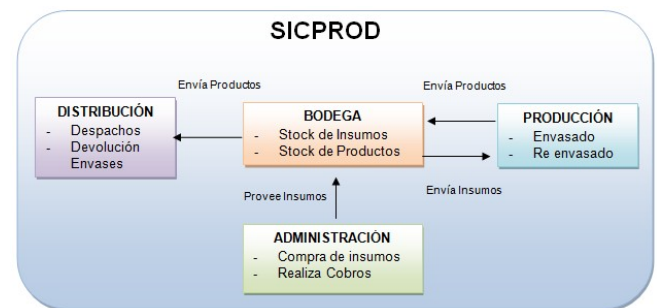 SICPROD
Envía Productos
Envía Productos
DISTRIBUCIÓN
- Despachos
- Devolución
Envases
BODEGA
- Stock de Insumos
- Stock de Productos
PRODUCCIÓN
- Envasado
- Re envasado
Provee Insumos
Envía Insumos
ADMINISTRACIÓN
- Compra de insumos
- Realiza Cobros